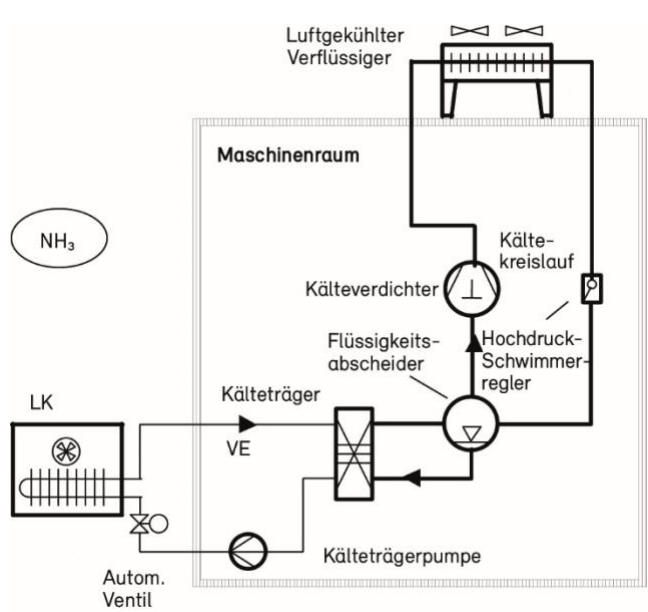 Luftgekühlter
Verflüssiger
Maschinenraum
NH₃
Kälte-
kreislauf
Kälteverdichter
Hochdruck-
Schwimmer-
regler
Flüssigkeits-
abscheider
Kälteträger
LK
VE
Kälteträgerpumpe
Autom.
Ventil